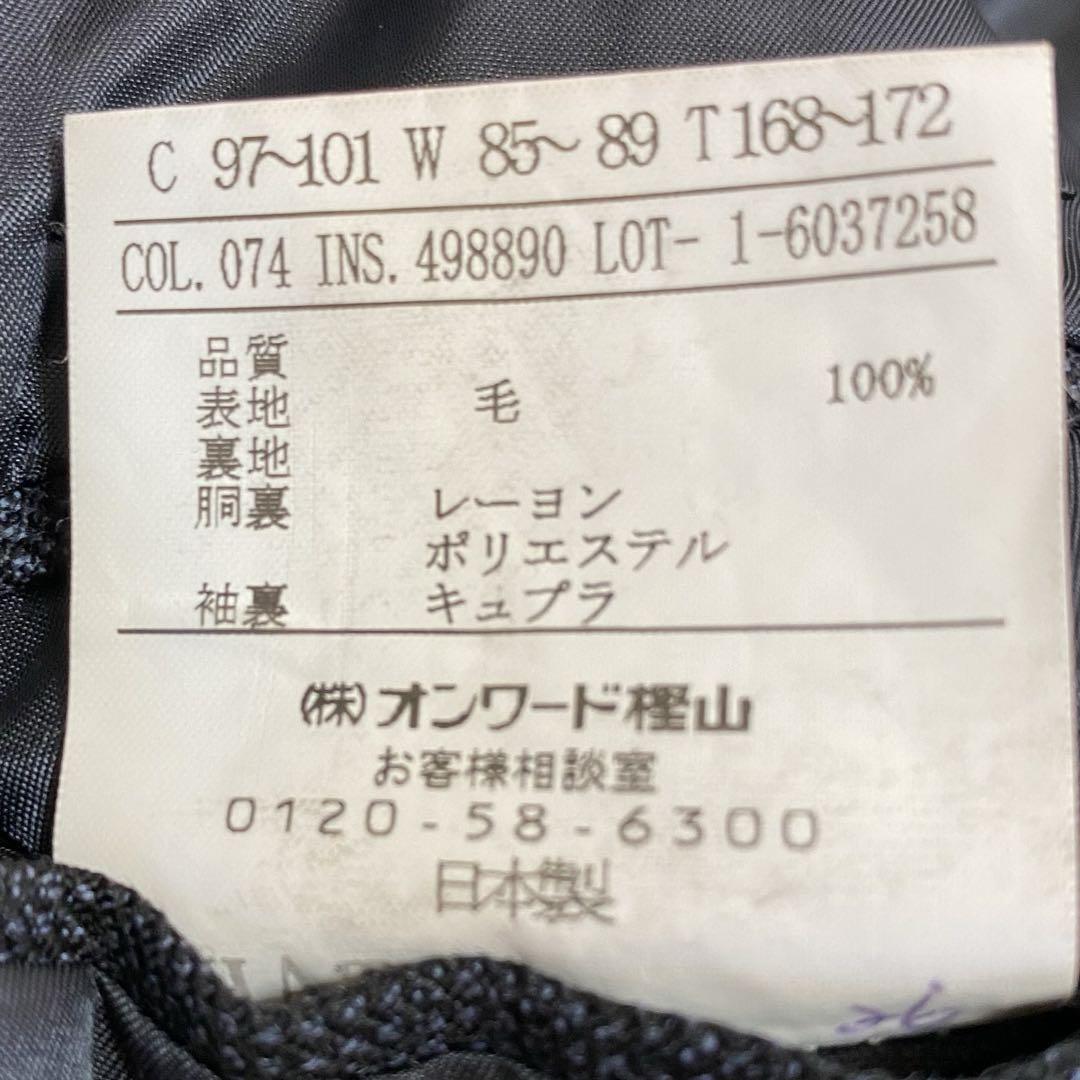 C 97~101 W 85~ 89 T168~172
COL. 074 INS. 498890 LOT- 1-6037258
品質
表地 毛 100%
裏地
胴裏 レーヨン
ポリエステル
袖裏 キュプラ
(株)オンワード樫山
お客様相談室
0120-58-6300
日本製